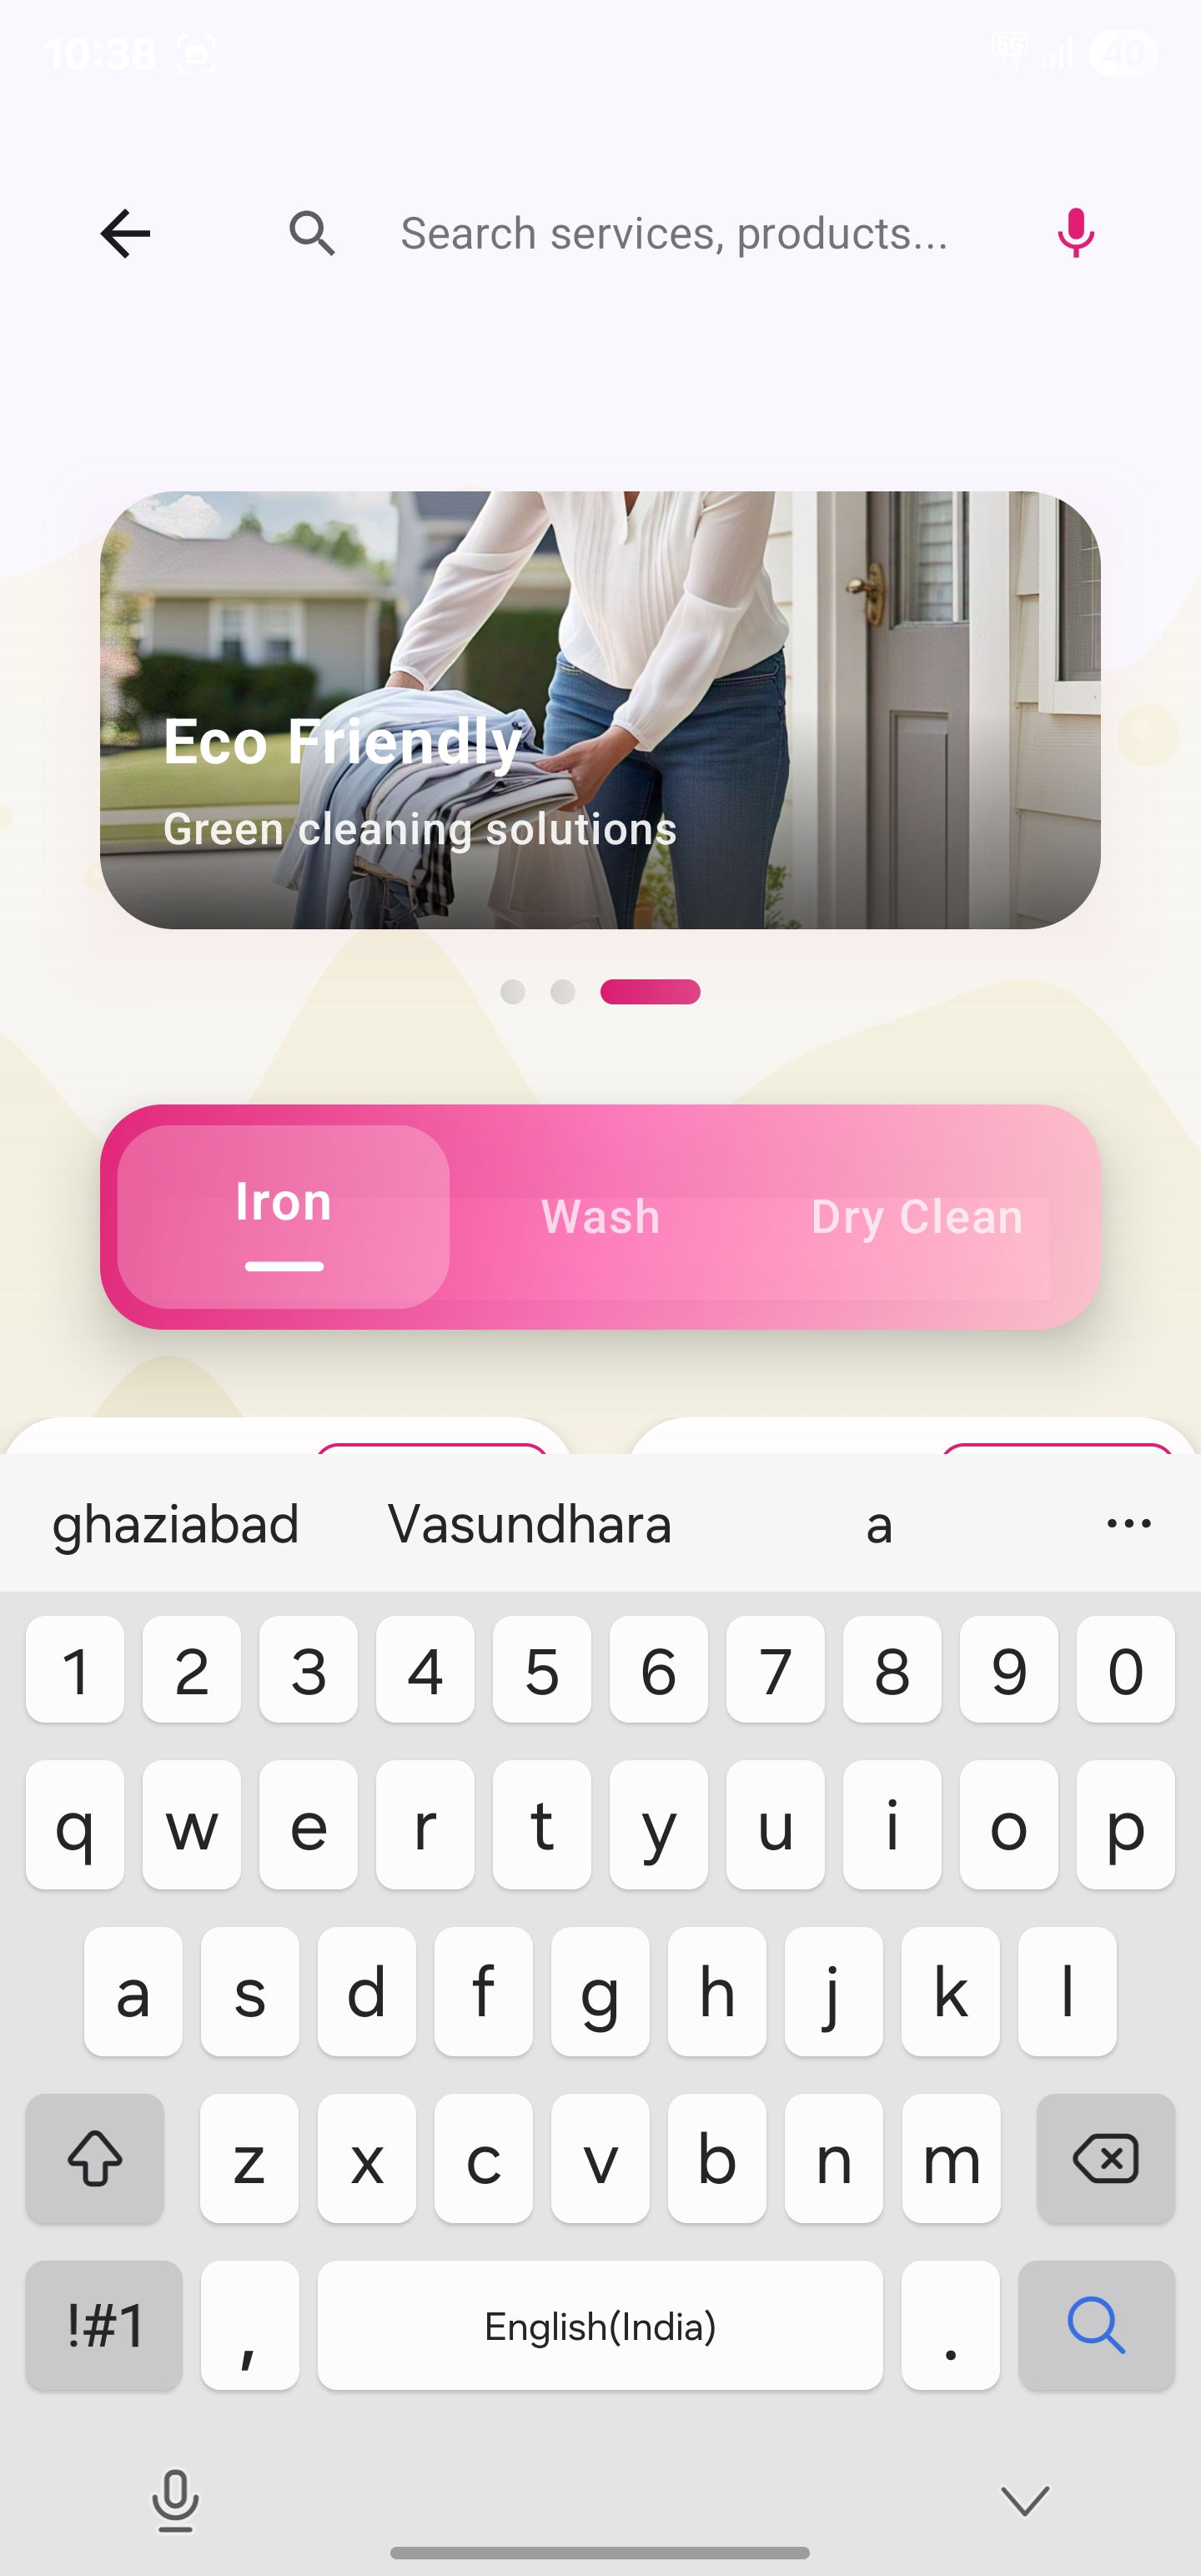 10:38 5G 40
Search services, products...
Eco Friendly
Green cleaning solutions
Iron Wash Dry Clean
ghaziabad Vasundhara a ...
1 2 3 4 5 6 7 8 9 0
q w e r t y u i o p
a s d f g h j k l
z x c v b n m
!#1 , English(India) .